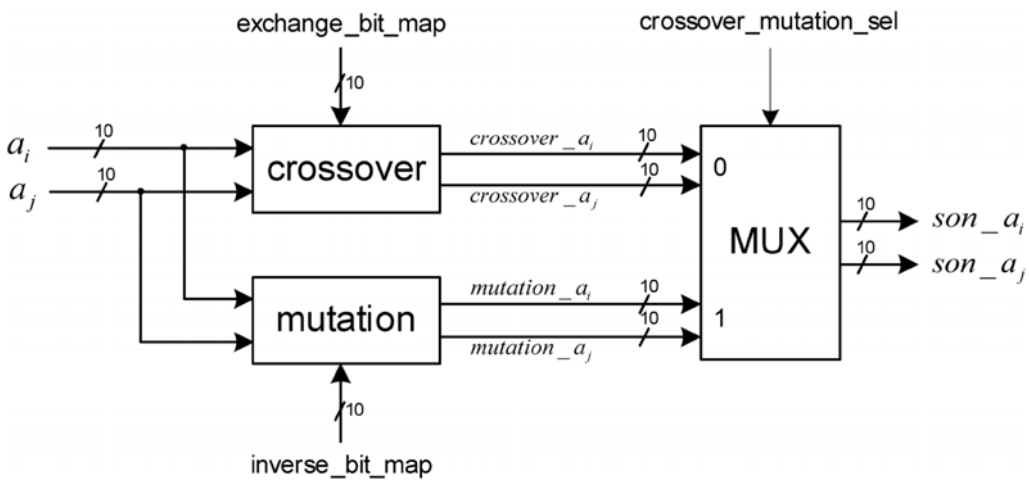 exchange_bit_map
crossover_mutation_sel
10
a_i
10
a_j
10
crossover
crossover_a_i
10
crossover_a_j
10
0
MUX
10
son_a_i
10
son_a_j
mutation
mutation_a_i
10
mutation_a_j
10
1
10
inverse_bit_map